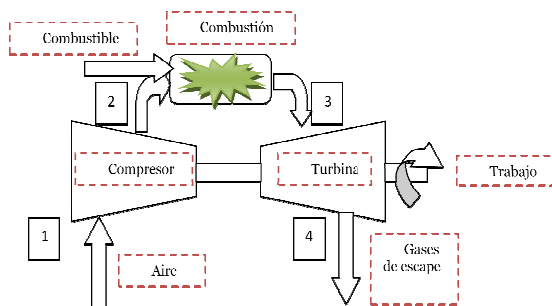 Combustión
Combustible
2
3
Compresor
Turbina
Trabajo
1
4
Aire
Gases
de escape